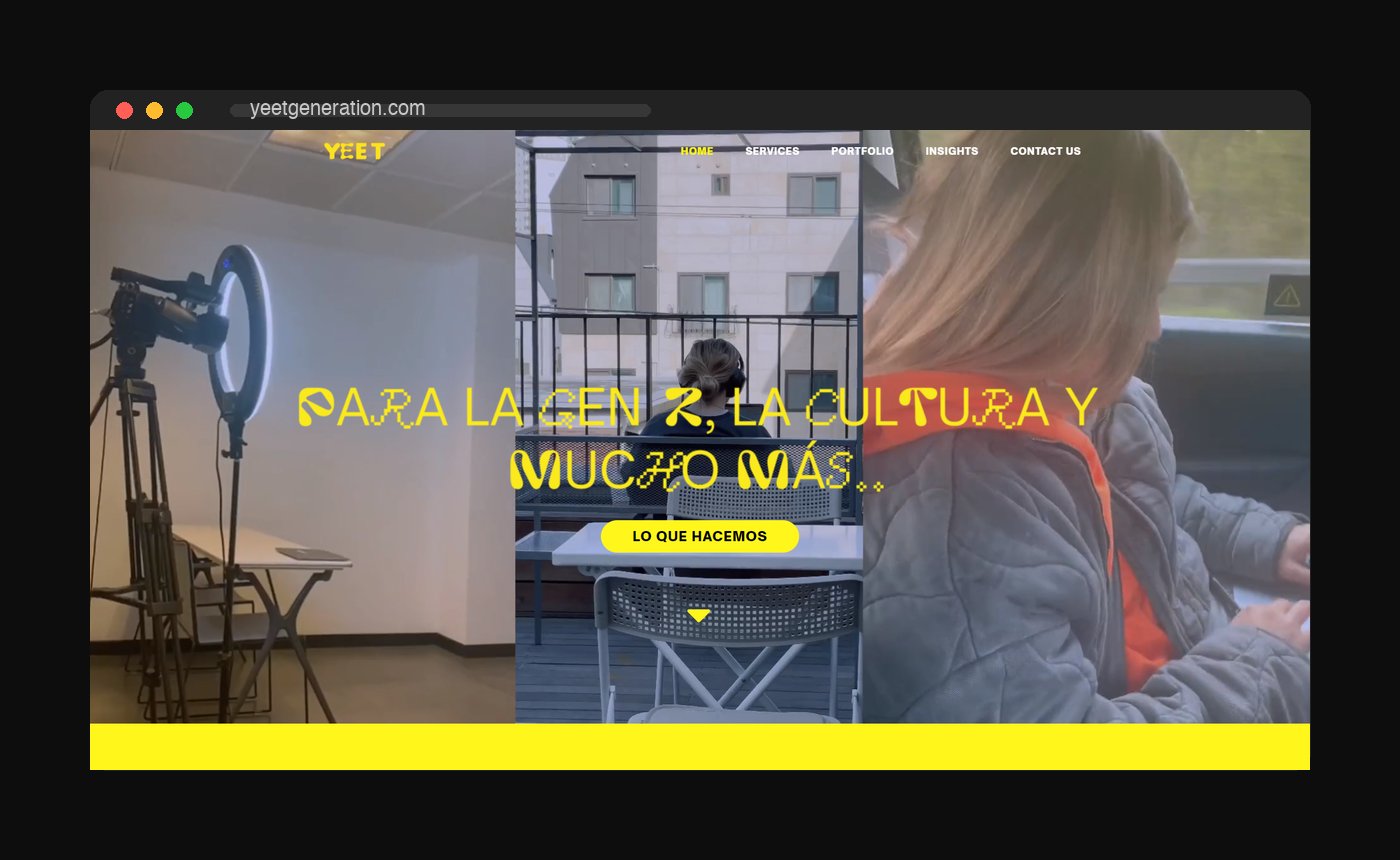 yeetgeneration.com
YEET
HOME SERVICES PORTFOLIO INSIGHTS CONTACT US
PARA LA GEN Z, LA CULTURA Y
MUCHO MÁS..
LO QUE HACEMOS